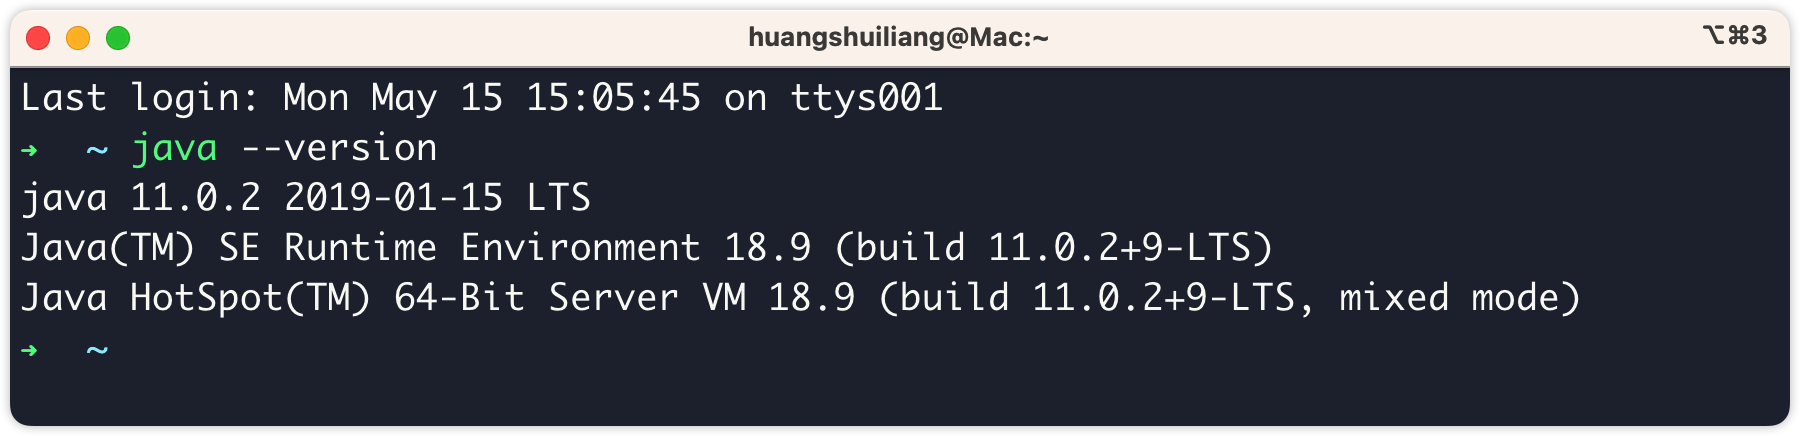 huangshuiliang@Mac:~ ⌥⌘3
Last login: Mon May 15 15:05:45 on ttys001
➜ ~ java --version
java 11.0.2 2019-01-15 LTS
Java(TM) SE Runtime Environment 18.9 (build 11.0.2+9-LTS)
Java HotSpot(TM) 64-Bit Server VM 18.9 (build 11.0.2+9-LTS, mixed mode)
➜ ~